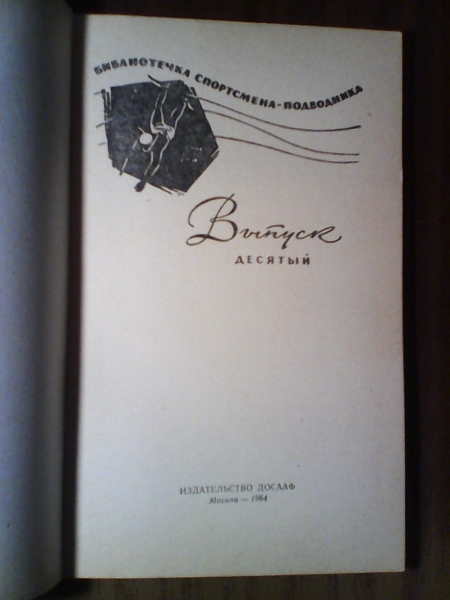 БИБЛИОТЕЧКА СПОРТСМЕНА-ПОДВОДНИКА
Выпуск
ДЕСЯТЫЙ
ИЗДАТЕЛЬСТВО ДОСААФ
Москва — 1964